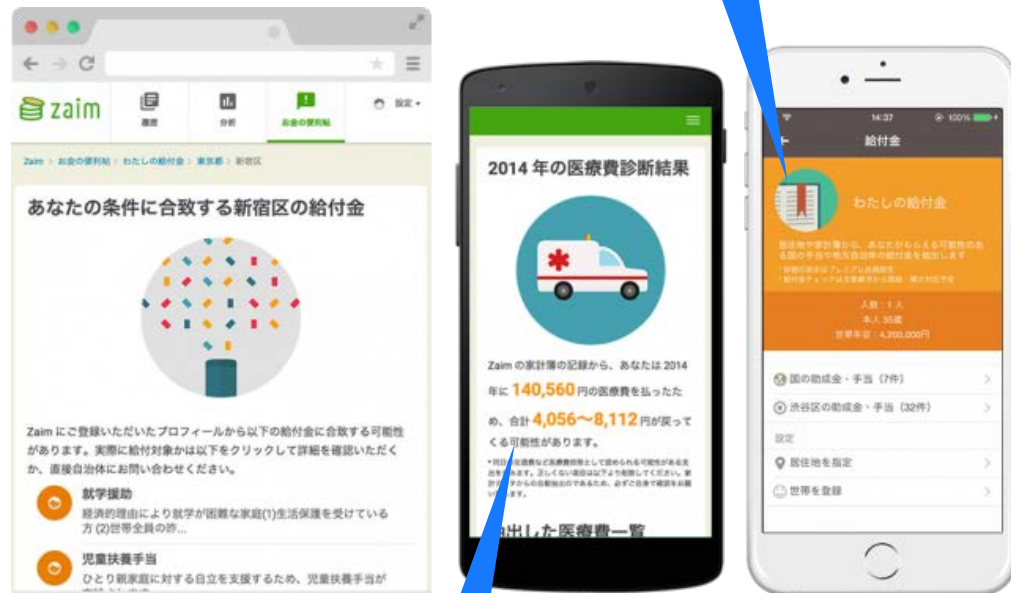 zaim
履歴
分析
お金の便利帖
設定
Zaim
お金の便利帖
わたしの給付金
東京都
新宿区
あなたの条件に合致する新宿区の給付金
Zaim にご登録いただいたプロフィールから以下の給付金に合致する可能性
があります。実際に給付対象かは以下をクリックして詳細を確認いただく
か、直接自治体にお問い合わせください。
就学援助
経済的理由により就学が困難な家庭(1)生活保護を受けている
方 (2)世帯全員の昨...
児童扶養手当
ひとり親家庭に対する自立を支援するため、児童扶養手当が
2014 年の医療費診断結果
Zaim の家計簿の記録から、あなたは 2014
年に 140,560 円の医療費を払ったた
め、合計 4,056〜8,112 円が戻って
くる可能性があります。
出した医療費一覧
14:37
100%
給付金
わたしの給付金
居住地や家計簿から、あなたがもらえる可能性のあ
る国の手当や地方自治体の給付金を抽出します
人数：1 人
本人 35歳
世帯年収：4,200,000円
国の助成金・手当（7件）
渋谷区の助成金・手当（32件）
設定
居住地を指定
世帯を登録